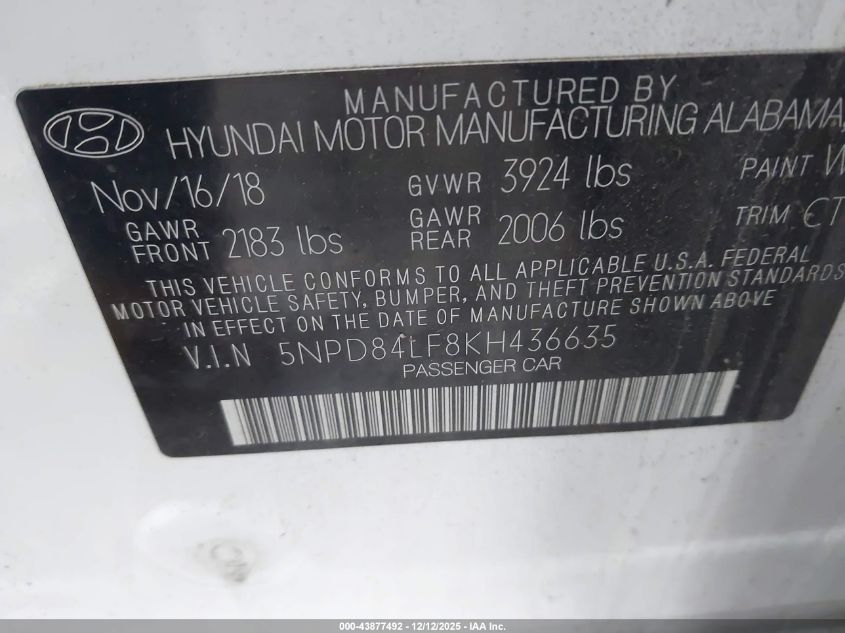 MANUFACTURED BY
HYUNDAI MOTOR MANUFACTURING ALABAMA,
Nov/16/18 GVWR 3924 lbs PAINT
GAWR FRONT 2183 lbs GAWR REAR 2006 lbs TRIM CT
THIS VEHICLE CONFORMS TO ALL APPLICABLE U.S.A. FEDERAL
MOTOR VEHICLE SAFETY, BUMPER, AND THEFT PREVENTION STANDARDS
IN EFFECT ON THE DATE OF MANUFACTURE SHOWN ABOVE
V.I.N 5NPD84LF8KH436635
PASSENGER CAR
000-43877492 - 12/12/2025 - IAA Inc.